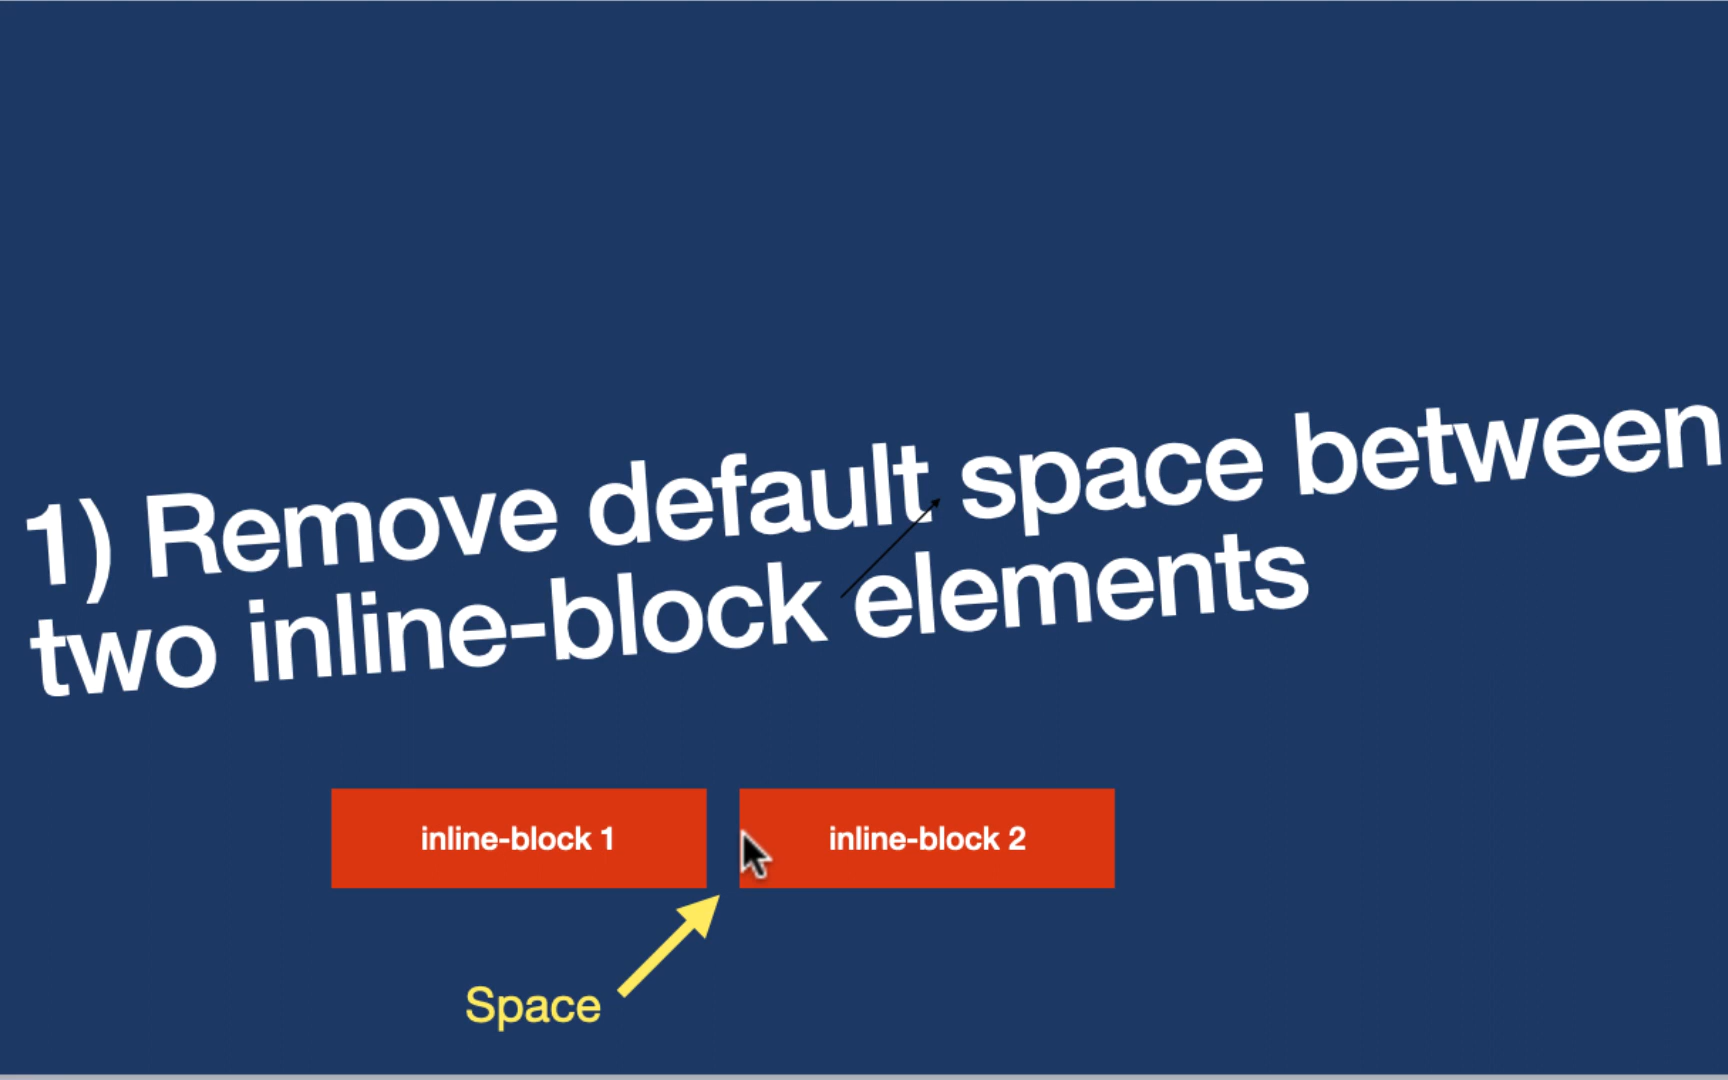 1) Remove default space between
two inline-block elements
inline-block 1
inline-block 2
Space